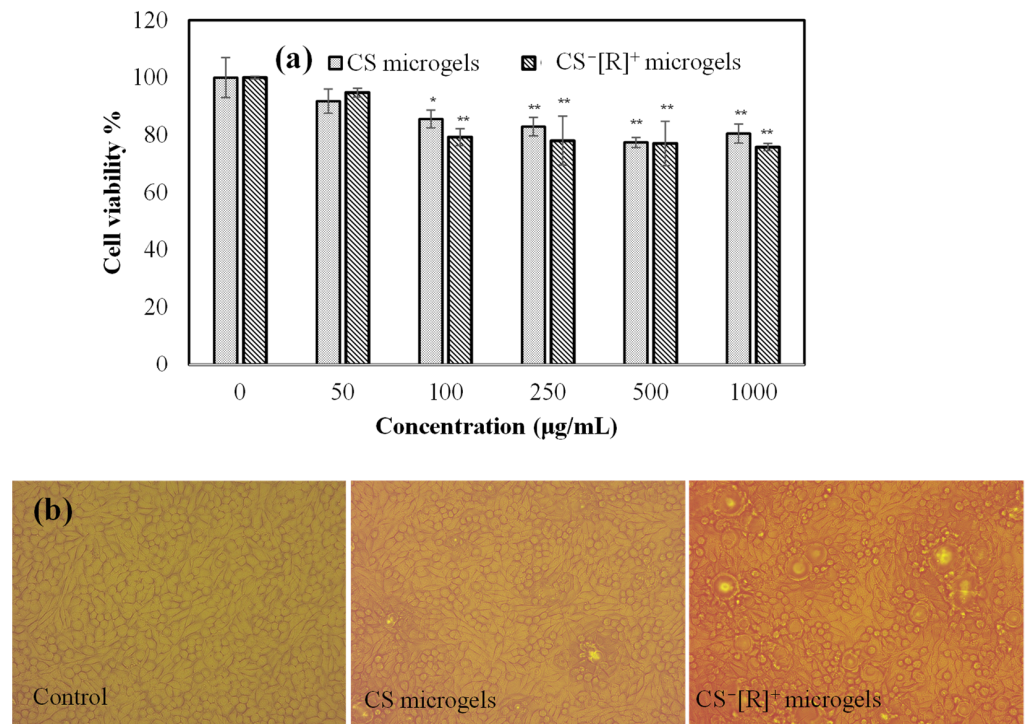 120
100
80
60
40
20
0
Cell viability %
(a) CS microgels CS⁻[R]⁺ microgels
* ** ** ** ** ** ** **
0 50 100 250 500 1000
Concentration (µg/mL)
(b)
Control
CS microgels
CS⁻[R]⁺ microgels